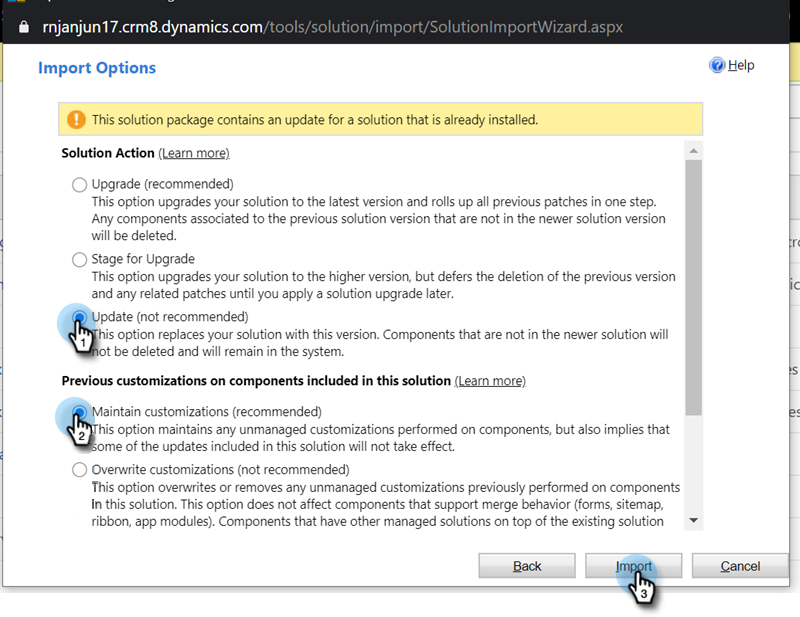 rnjanjun17.crm8.dynamics.com/tools/solution/import/SolutionImportWizard.aspx
Import Options
Help
This solution package contains an update for a solution that is already installed.
Solution Action (Learn more)
Upgrade (recommended)
This option upgrades your solution to the latest version and rolls up all previous patches in one step.
Any components associated to the previous solution version that are not in the newer solution version
will be deleted.
Stage for Upgrade
This option upgrades your solution to the higher version, but defers the deletion of the previous version
and any related patches until you apply a solution upgrade later.
Update (not recommended)
This option replaces your solution with this version. Components that are not in the newer solution will
not be deleted and will remain in the system.
1
Previous customizations on components included in this solution (Learn more)
Maintain customizations (recommended)
This option maintains any unmanaged customizations performed on components, but also implies that
some of the updates included in this solution will not take effect.
2
Overwrite customizations (not recommended)
This option overwrites or removes any unmanaged customizations previously performed on components
In this solution. This option does not affect components that support merge behavior (forms, sitemap,
ribbon, app modules). Components that have other managed solutions on top of the existing solution
Back
Import
Cancel
3